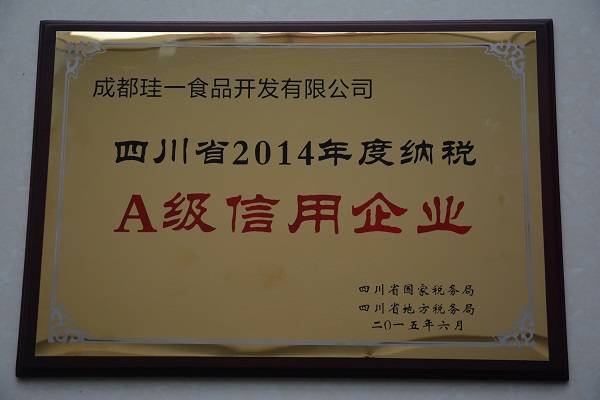 成都珪一食品开发有限公司
四川省2014年度纳税
A级信用企业
四川省国家税务局
四川省地方税务局
二〇一五年六月